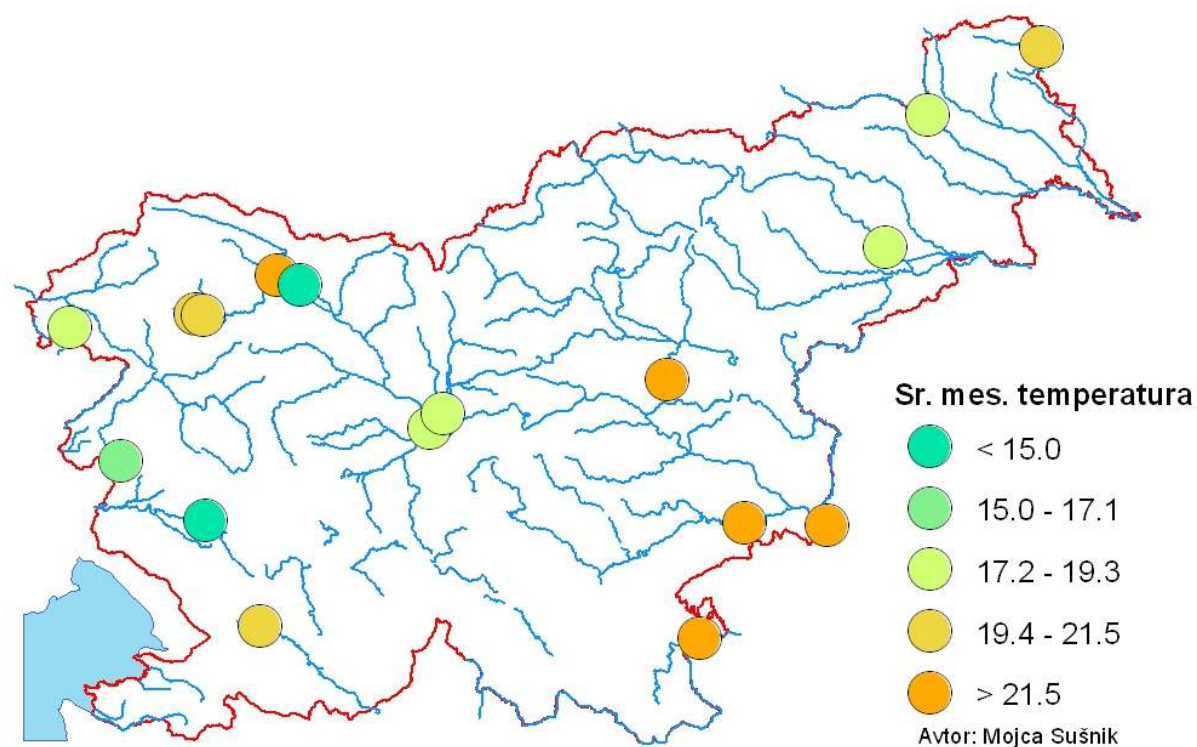 Sr. mes. temperatura
< 15.0
15.0 - 17.1
17.2 - 19.3
19.4 - 21.5
> 21.5
Avtor: Mojca Sušnik